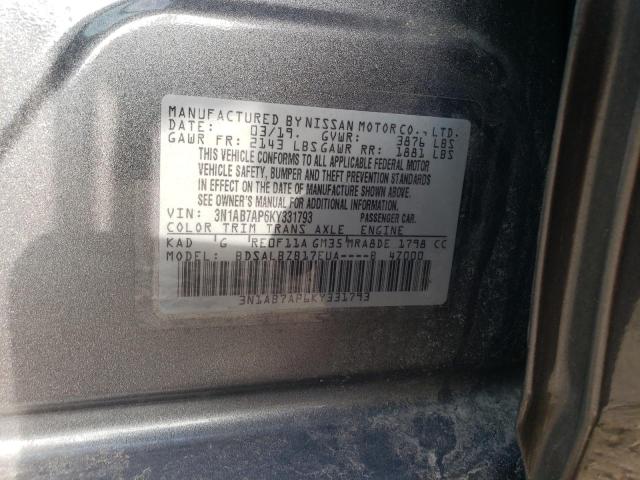 MANUFACTURED BY NISSAN MOTOR CO., LTD.
DATE: 03/19. GVWR: 3876 LBS
GAWR FR: 2143 LBS GAWR RR: 1881 LBS
THIS VEHICLE CONFORMS TO ALL APPLICABLE FEDERAL MOTOR
VEHICLE SAFETY, BUMPER AND THEFT PREVENTION STANDARDS
IN EFFECT ON THE DATE OF MANUFACTURE SHOWN ABOVE.
SEE OWNER'S MANUAL FOR ADDITIONAL INFORMATION.
VIN: 3N1AB7AP6KY331793 PASSENGER CAR.
COLOR TRIM TRANS AXLE ENGINE
KAD G RE0F11A GM35 MRA8DE 1798 CC
MODEL: BDSALBZB17EUA----B 47000
3N1AB7AP6KY331793